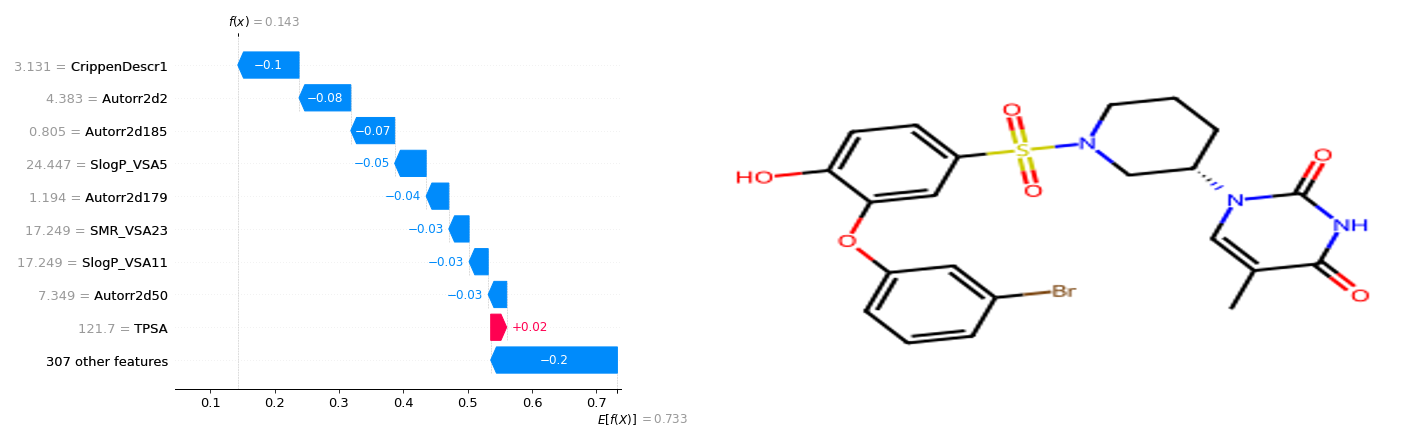 f(x) = 0.143
3.131 = CrippenDescr1
−0.1
4.383 = Autorr2d2
−0.08
0.805 = Autorr2d185
−0.07
24.447 = SlogP_VSA5
−0.05
1.194 = Autorr2d179
−0.04
17.249 = SMR_VSA23
−0.03
17.249 = SlogP_VSA11
−0.03
7.349 = Autorr2d50
−0.03
121.7 = TPSA
+0.02
307 other features
−0.2
0.1 0.2 0.3 0.4 0.5 0.6 0.7
E[f(X)] = 0.733
O
S
O
N
HO
O
Br
N
O
NH
O